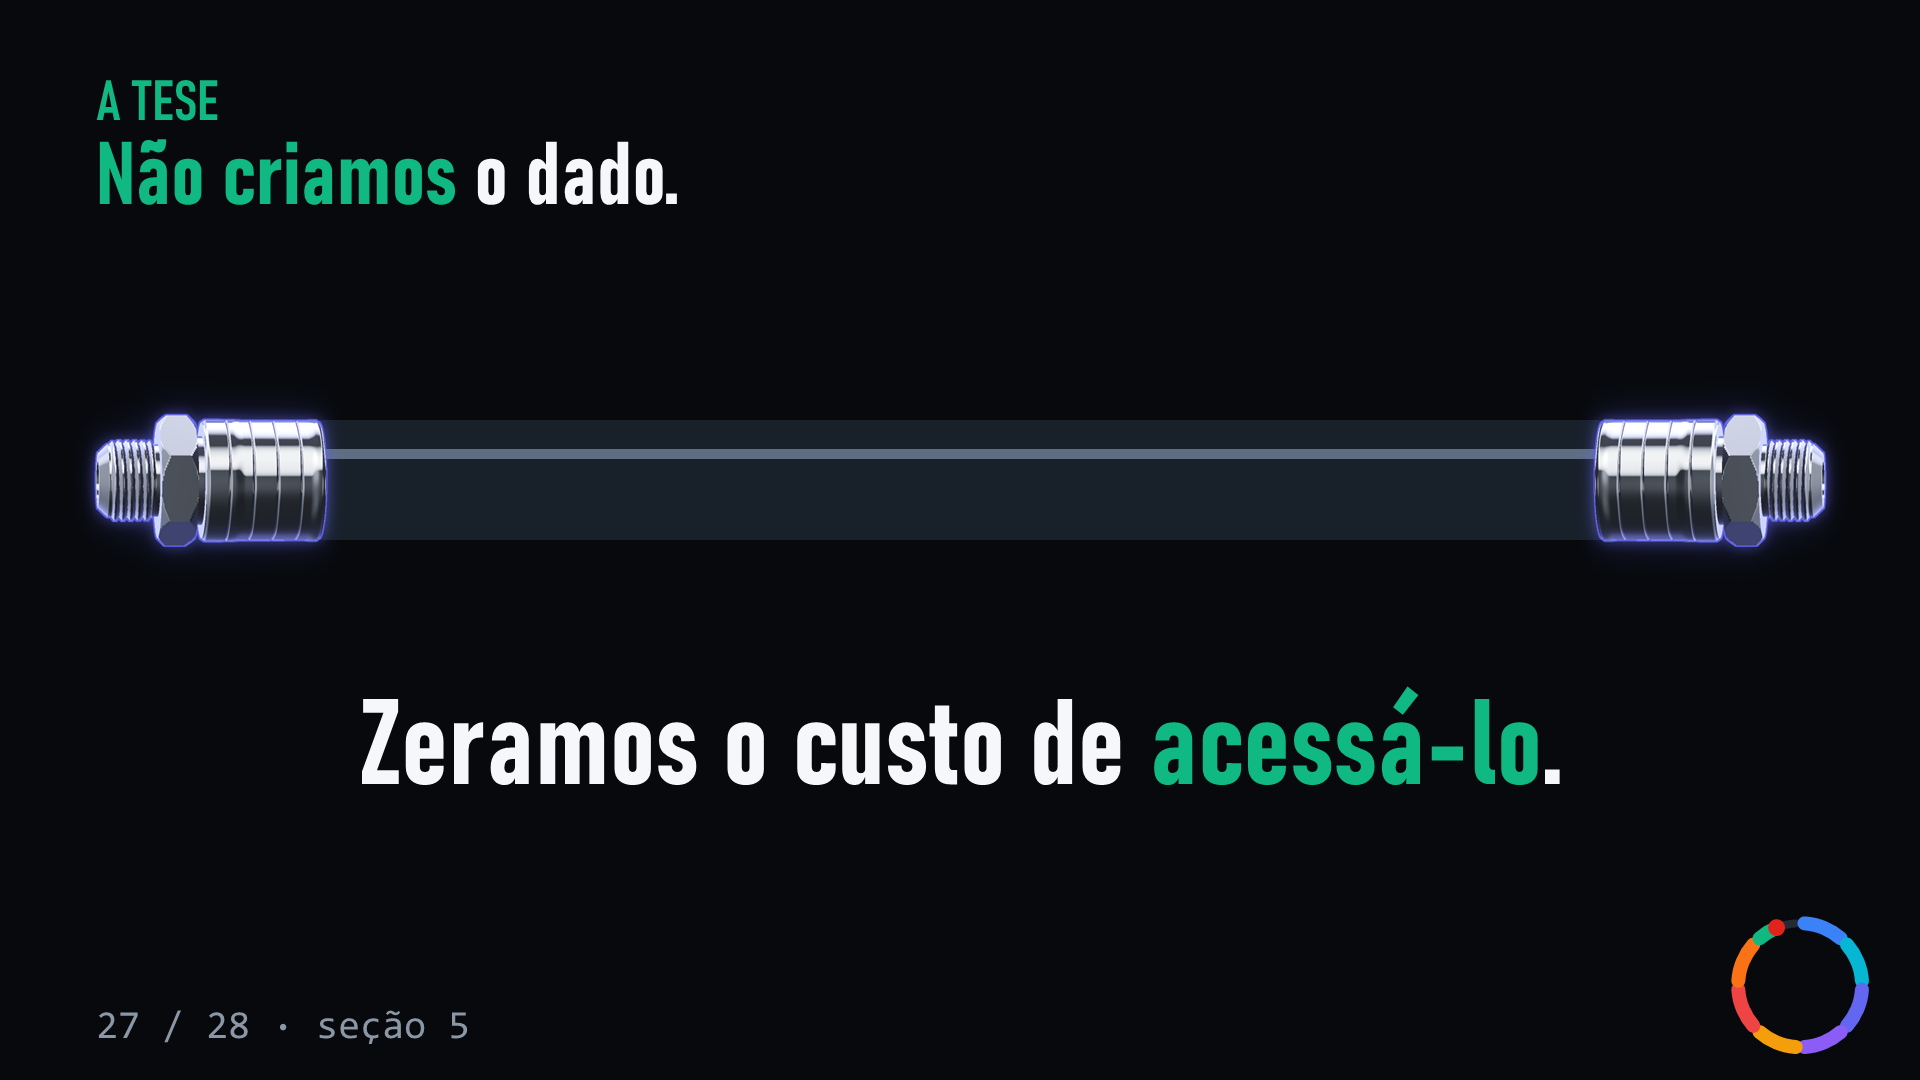 A TESE
Não criamos o dado.
Zeramos o custo de acessá-lo.
27 / 28 · seção 5